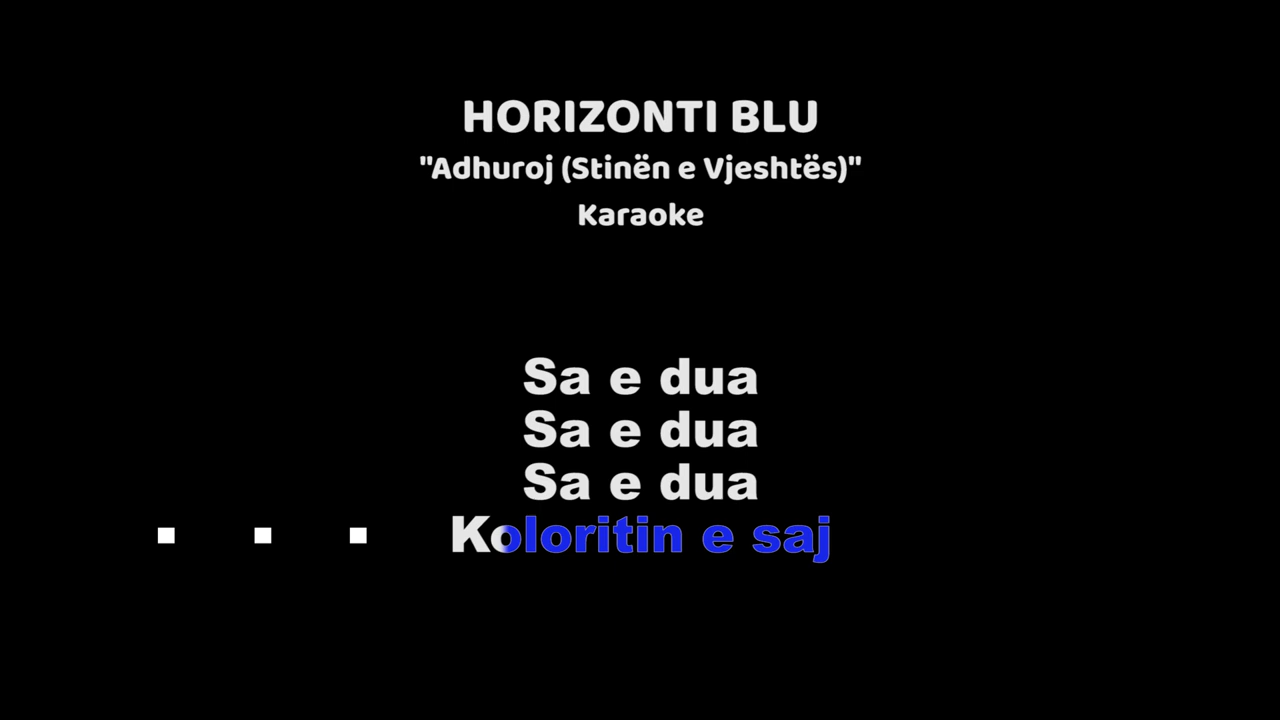 HORIZONTI BLU
"Adhuroj (Stinën e Vjeshtës)"
Karaoke
Sa e dua
Sa e dua
Sa e dua
Koloritin e saj